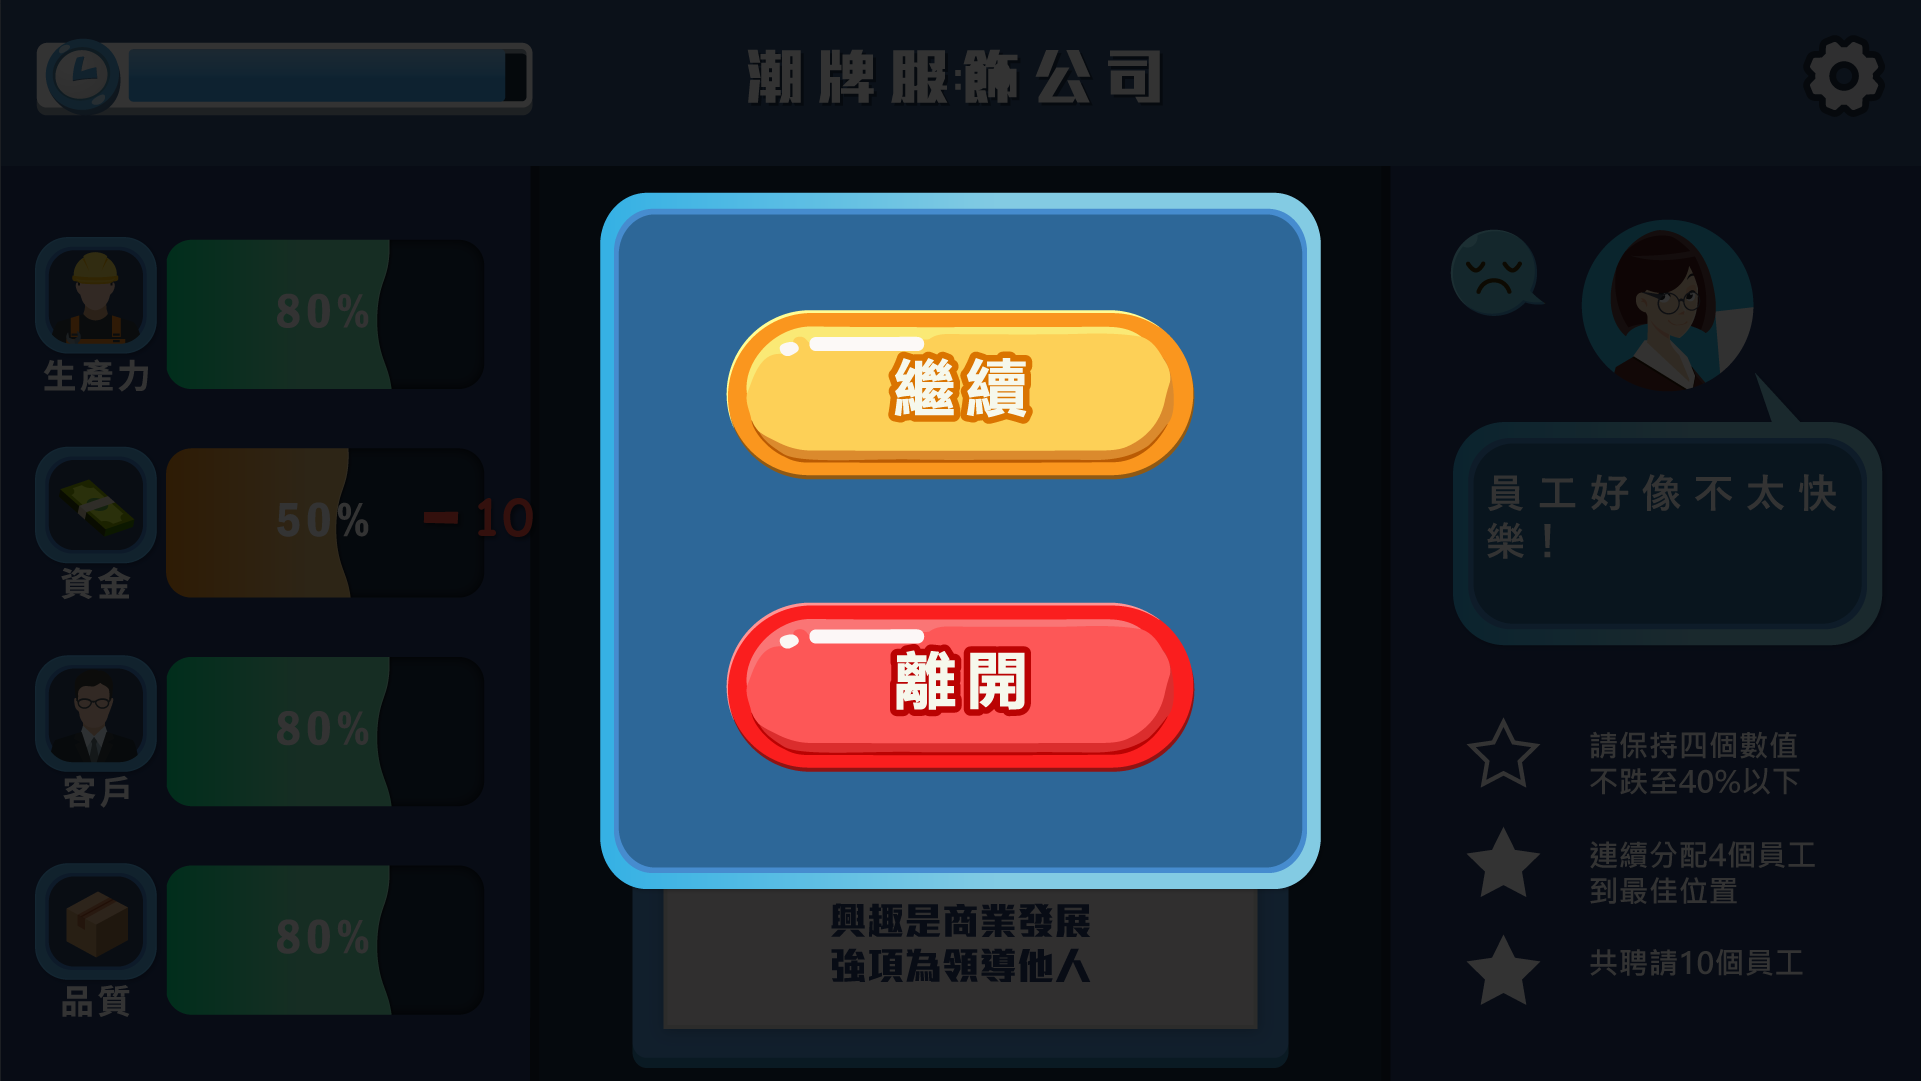 潮牌服飾公司
80%
生產力
50%
-10
資金
80%
客戶
80%
品質
繼續
離開
興趣是商業發展
強項為領導他人
員工好像不太快
樂！
請保持四個數值
不跌至40%以下
連續分配4個員工
到最佳位置
共聘請10個員工